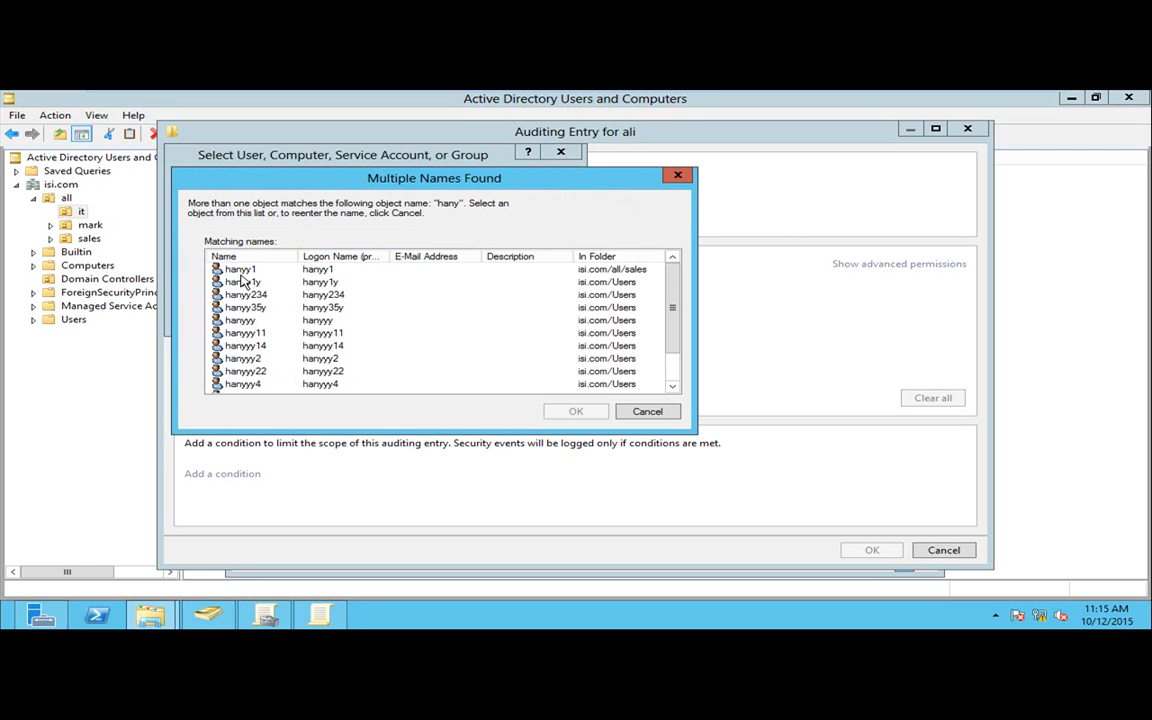 Active Directory Users and Computers
File Action View Help
Active Directory Users and C
Saved Queries
isi.com
all
it
mark
sales
Builtin
Computers
Domain Controllers
ForeignSecurityPrinc
Managed Service Ac
Users
Auditing Entry for ali
Show advanced permissions
Clear all
Select User, Computer, Service Account, or Group
Multiple Names Found
More than one object matches the following object name: "hany". Select an
object from this list or, to reenter the name, click Cancel.
Matching names:
Name Logon Name (pr... E-Mail Address Description In Folder
hanyy1 hanyy1 isi.com/all/sales
hanyy1y isi.com/Users
hanyy234 hanyy234 isi.com/Users
hanyy35y hanyy35y isi.com/Users
hanyyy hanyyy isi.com/Users
hanyyy11 hanyyy11 isi.com/Users
hanyyy14 hanyyy14 isi.com/Users
hanyyy2 hanyyy2 isi.com/Users
hanyyy22 hanyyy22 isi.com/Users
hanyyy4 hanyyy4 isi.com/Users
OK Cancel
Add a condition to limit the scope of this auditing entry. Security events will be logged only if conditions are met.
Add a condition
OK Cancel
11:15 AM
10/12/2015